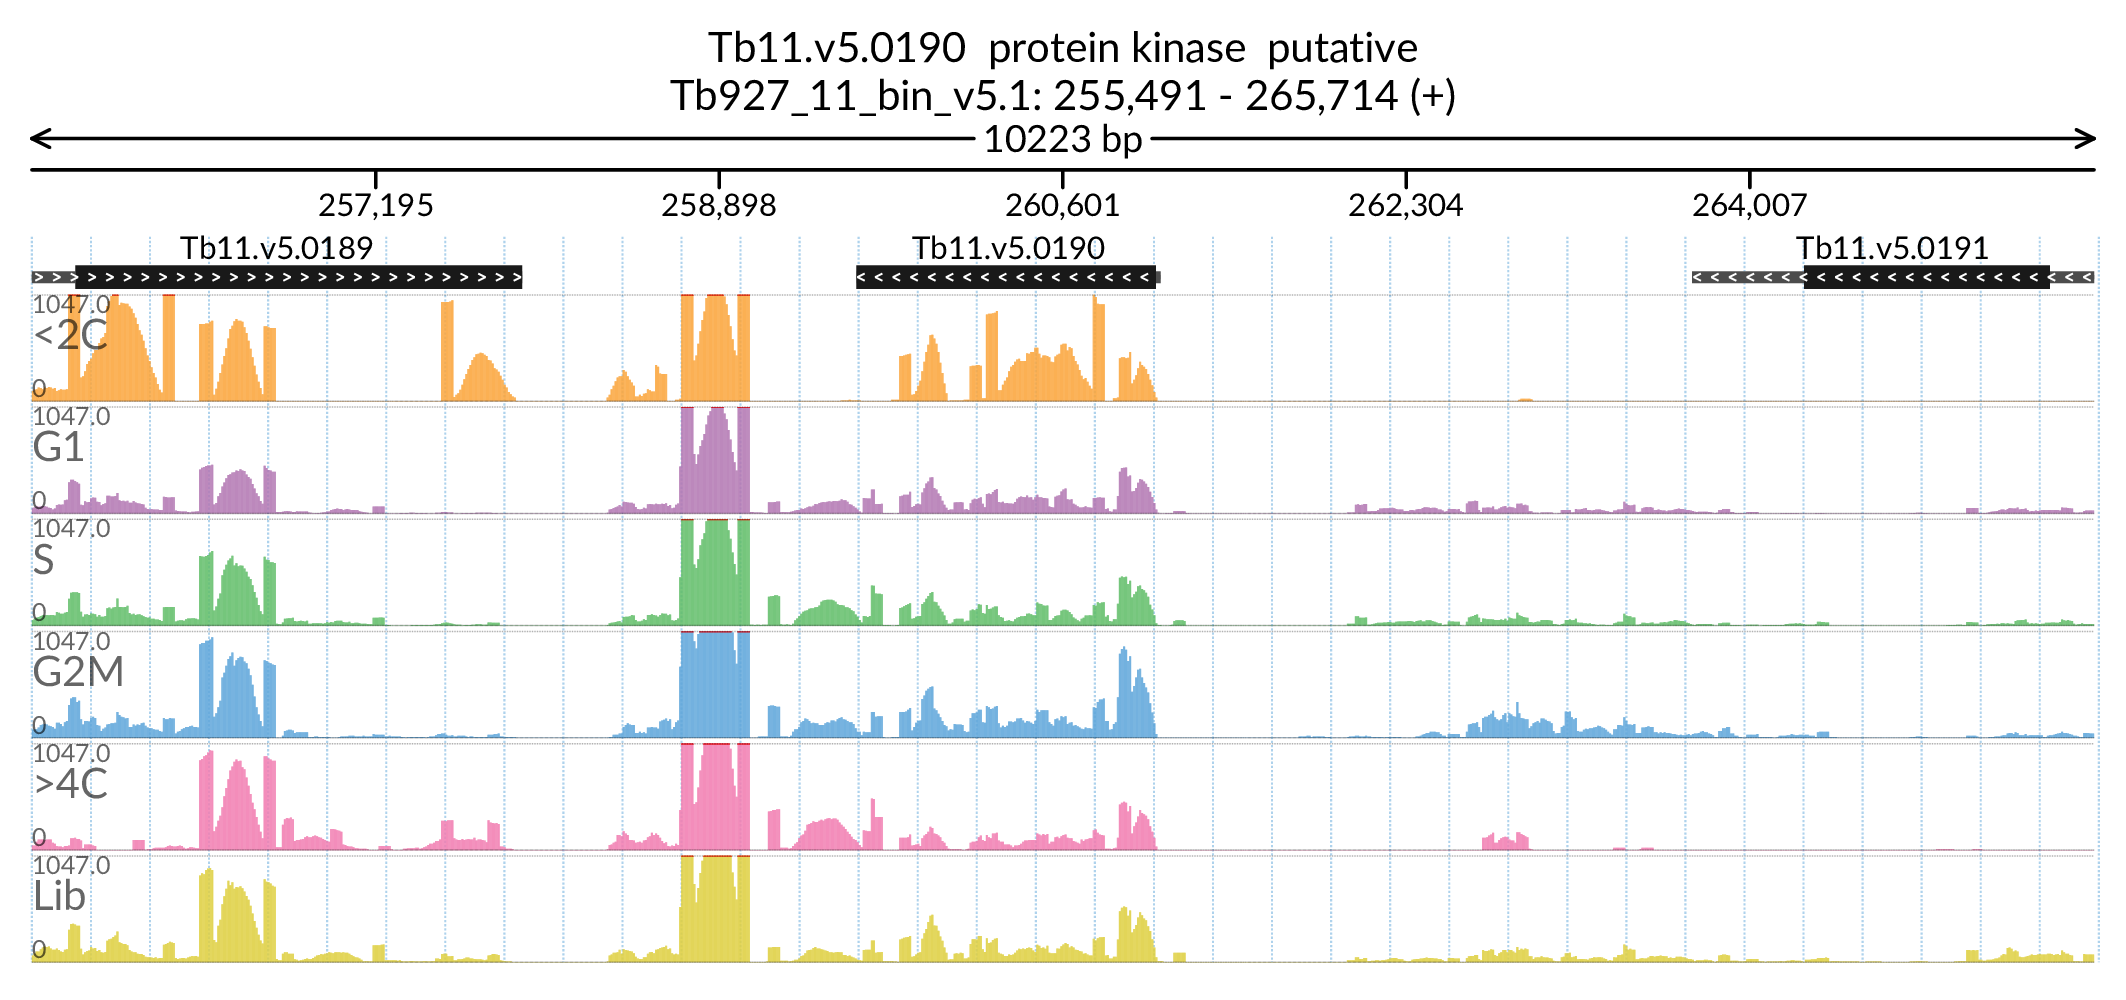 Tb11.v5.0190 protein kinase putative
Tb927_11_bin_v5.1: 255,491 - 265,714 (+)
10223 bp
257,195 258,898 260,601 262,304 264,007
Tb11.v5.0189 Tb11.v5.0190 Tb11.v5.0191
1047.0
<2C
0
1047.0
G1
0
1047.0
S
0
1047.0
G2M
0
1047.0
>4C
0
1047.0
Lib
0